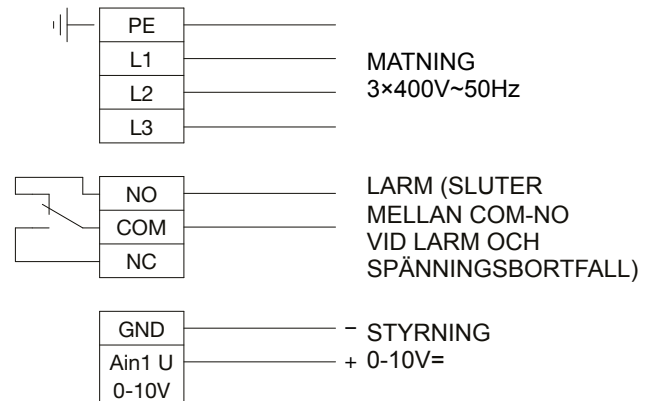 PE
L1
L2
L3
MATNING
3×400V~50Hz
NO
COM
NC
LARM (SLUTER
MELLAN COM-NO
VID LARM OCH
SPÄNNINGSBORTFALL)
GND
Ain1 U
0-10V
− STYRNING
+ 0-10V=